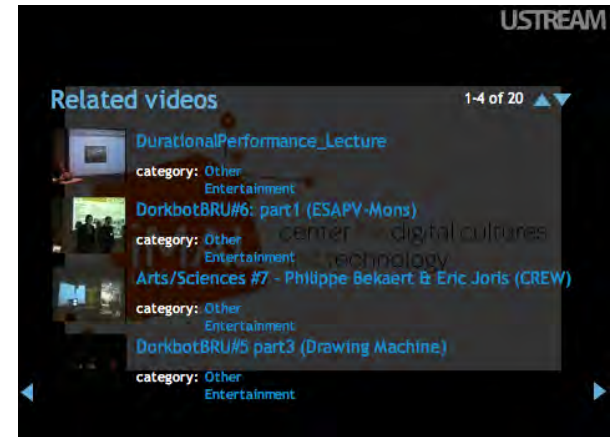 USTREAM
Related videos
1-4 of 20
DurationalPerformance_Lecture
category: Other
Entertainment
DorkbotBRU#6: part1 (ESAPV-Mons)
center digital cultures
category: Other
Entertainment
technology
Arts/Sciences #7 - Philippe Bekaert & Eric Joris (CREW)
category: Other
Entertainment
DorkbotBRU#5 part3 (Drawing Machine)
category: Other
Entertainment